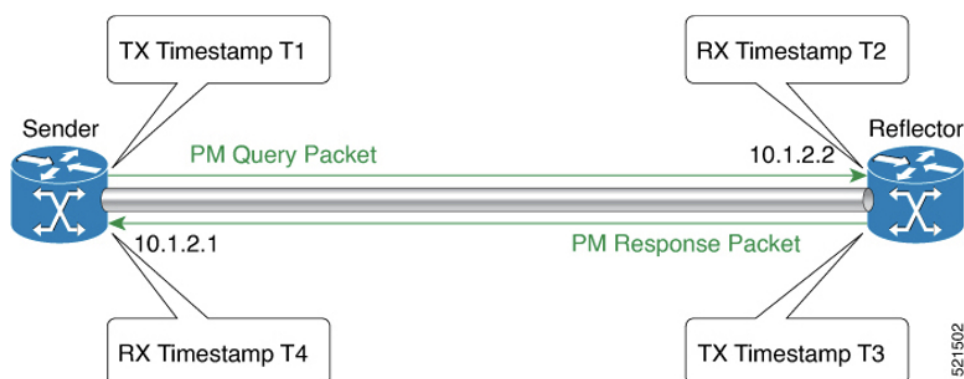 TX Timestamp T1
RX Timestamp T2
Sender
Reflector
PM Query Packet
10.1.2.2
10.1.2.1
PM Response Packet
RX Timestamp T4
TX Timestamp T3
521502